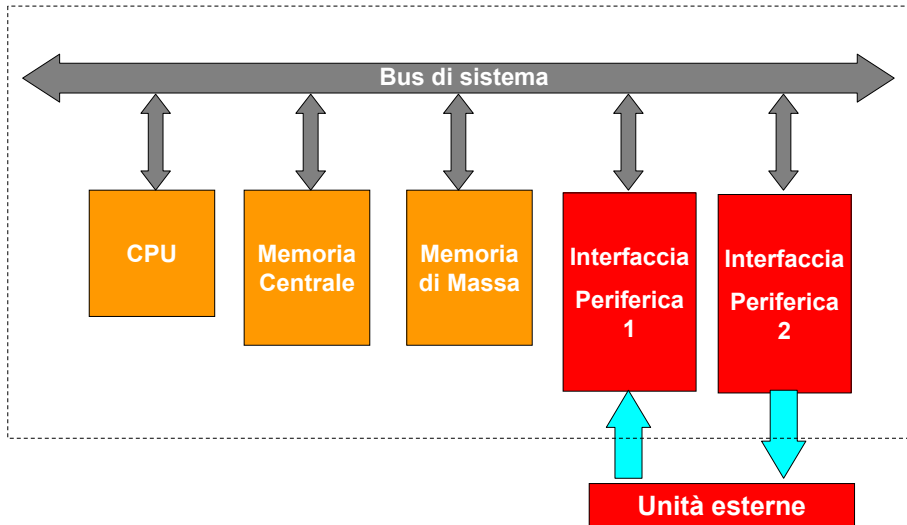 Bus di sistema
CPU
Memoria
Centrale
Memoria
di Massa
Interfaccia
Periferica
1
Interfaccia
Periferica
2
Unità esterne